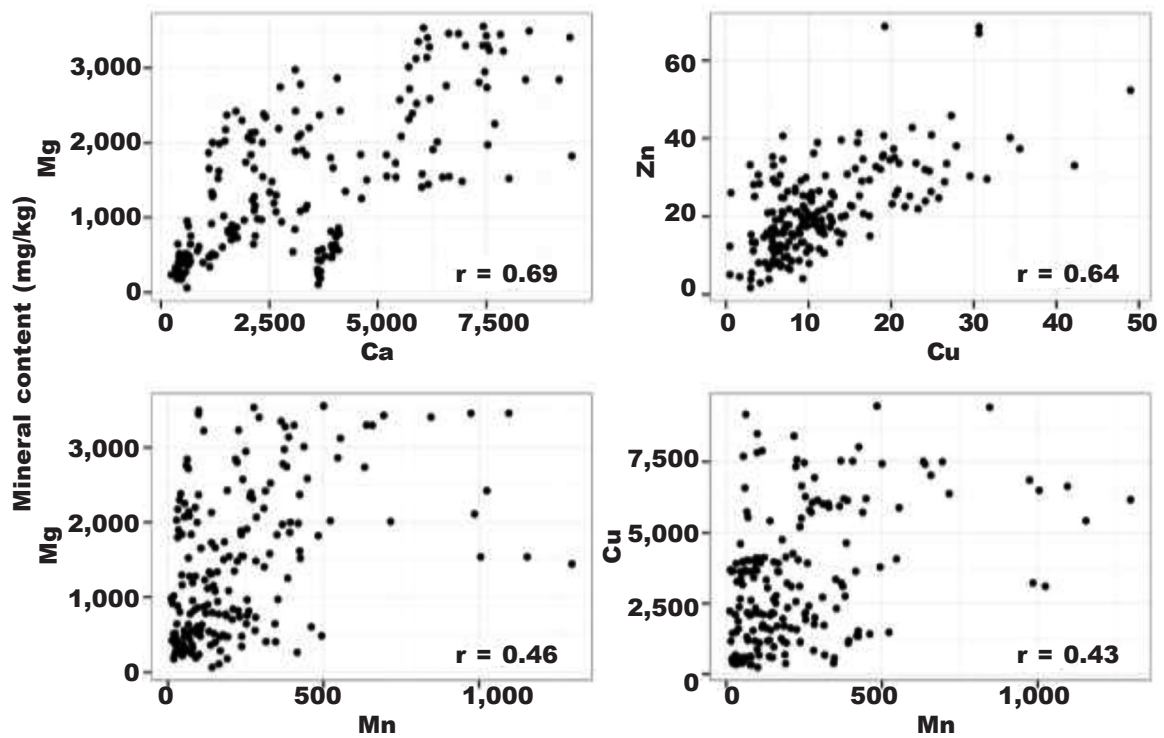 Mineral content (mg/kg)
Mg
3,000
2,000
1,000
0
r = 0.69
0 2,500 5,000 7,500
Ca
Zn
60
40
20
0
r = 0.64
0 10 20 30 40 50
Cu
Mg
3,000
2,000
1,000
0
r = 0.46
0 500 1,000
Mn
Cu
7,500
5,000
2,500
0
r = 0.43
0 500 1,000
Mn